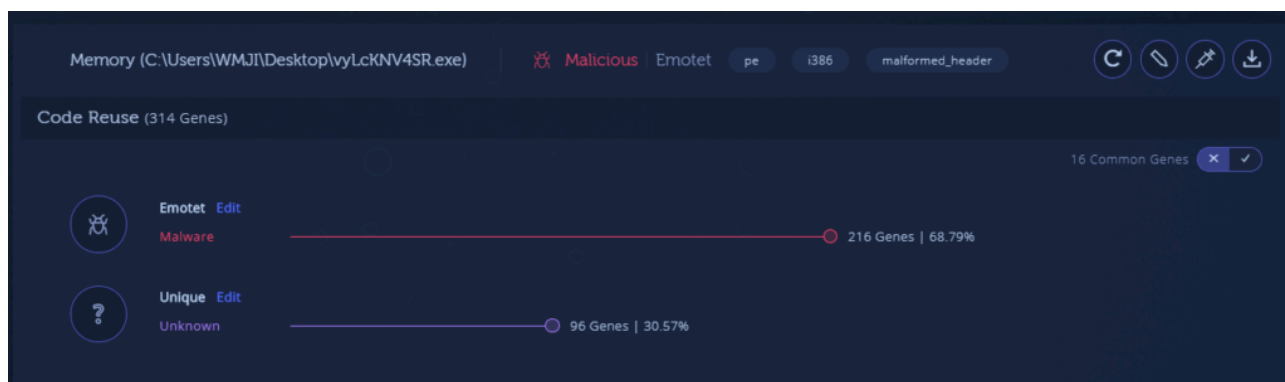 Memory (C:\Users\WMJI\Desktop\vyLcKNV4SR.exe) Malicious Emotet pe i386 malformed_header
Code Reuse (314 Genes)
16 Common Genes
Emotet Edit
Malware 216 Genes | 68.79%
Unique Edit
Unknown 96 Genes | 30.57%